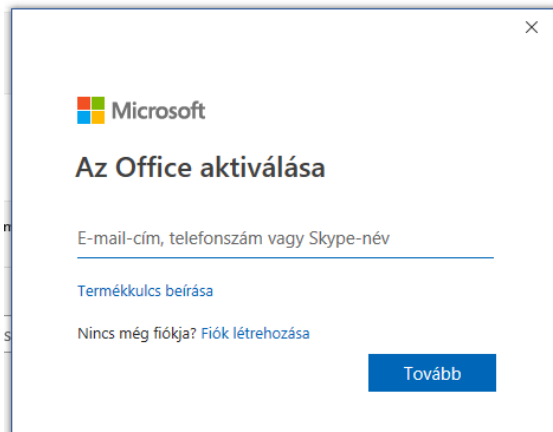 Microsoft
Az Office aktiválása
E-mail-cím, telefonszám vagy Skype-név
Termékkulcs beírása
Nincs még fiókja? Fiók létrehozása
Tovább